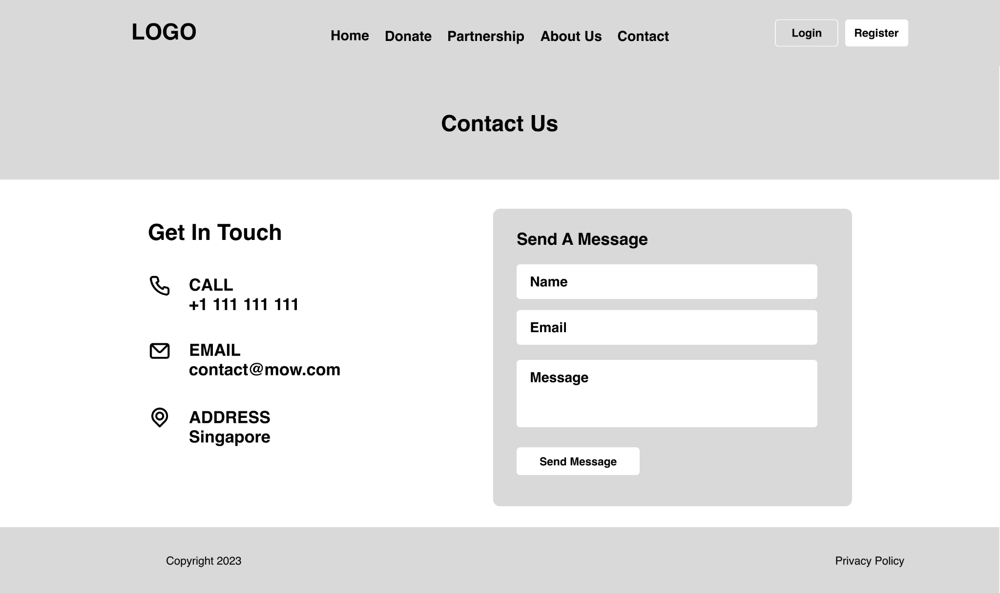 LOGO
Home Donate Partnership About Us Contact
Login Register
Contact Us
Get In Touch
CALL
+1 111 111 111
EMAIL
contact@mow.com
ADDRESS
Singapore
Send A Message
Name
Email
Message
Send Message
Copyright 2023
Privacy Policy